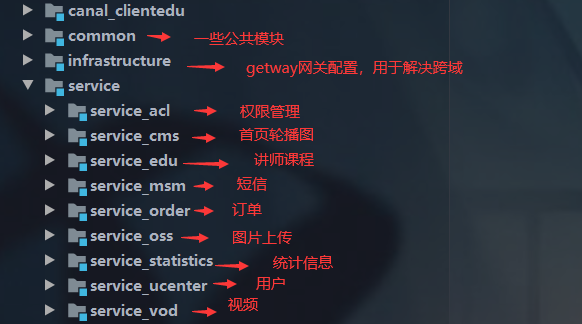 canal_clientedu
common 一些公共模块
infrastructure getway网关配置，用于解决跨域
service
service_acl 权限管理
service_cms 首页轮播图
service_edu 讲师课程
service_msm 短信
service_order 订单
service_oss 图片上传
service_statistics 统计信息
service_ucenter 用户
service_vod 视频